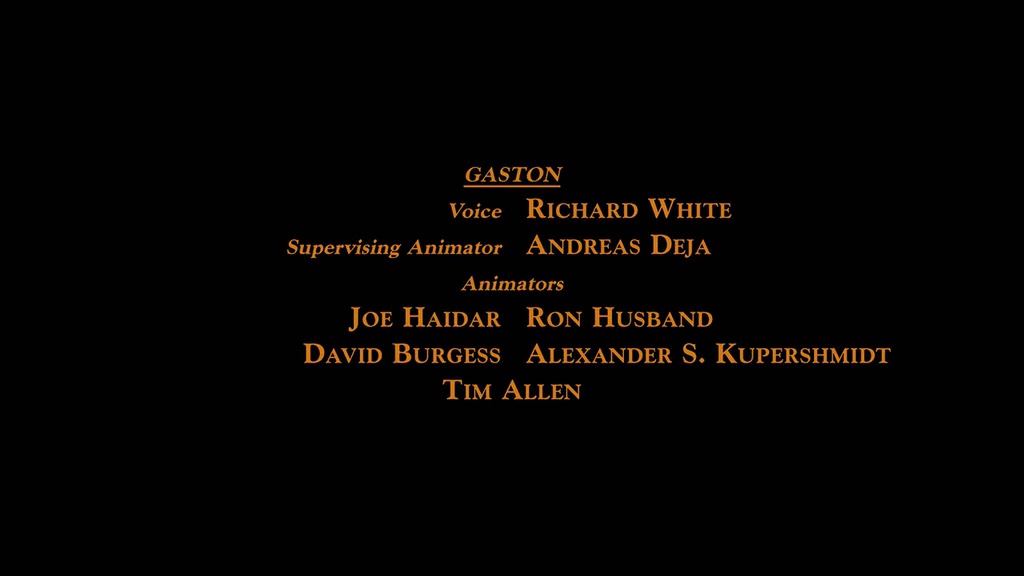 GASTON
Voice RICHARD WHITE
Supervising Animator ANDREAS DEJA
Animators
JOE HAIDAR RON HUSBAND
DAVID BURGESS ALEXANDER S. KUPERSHMIDT
TIM ALLEN